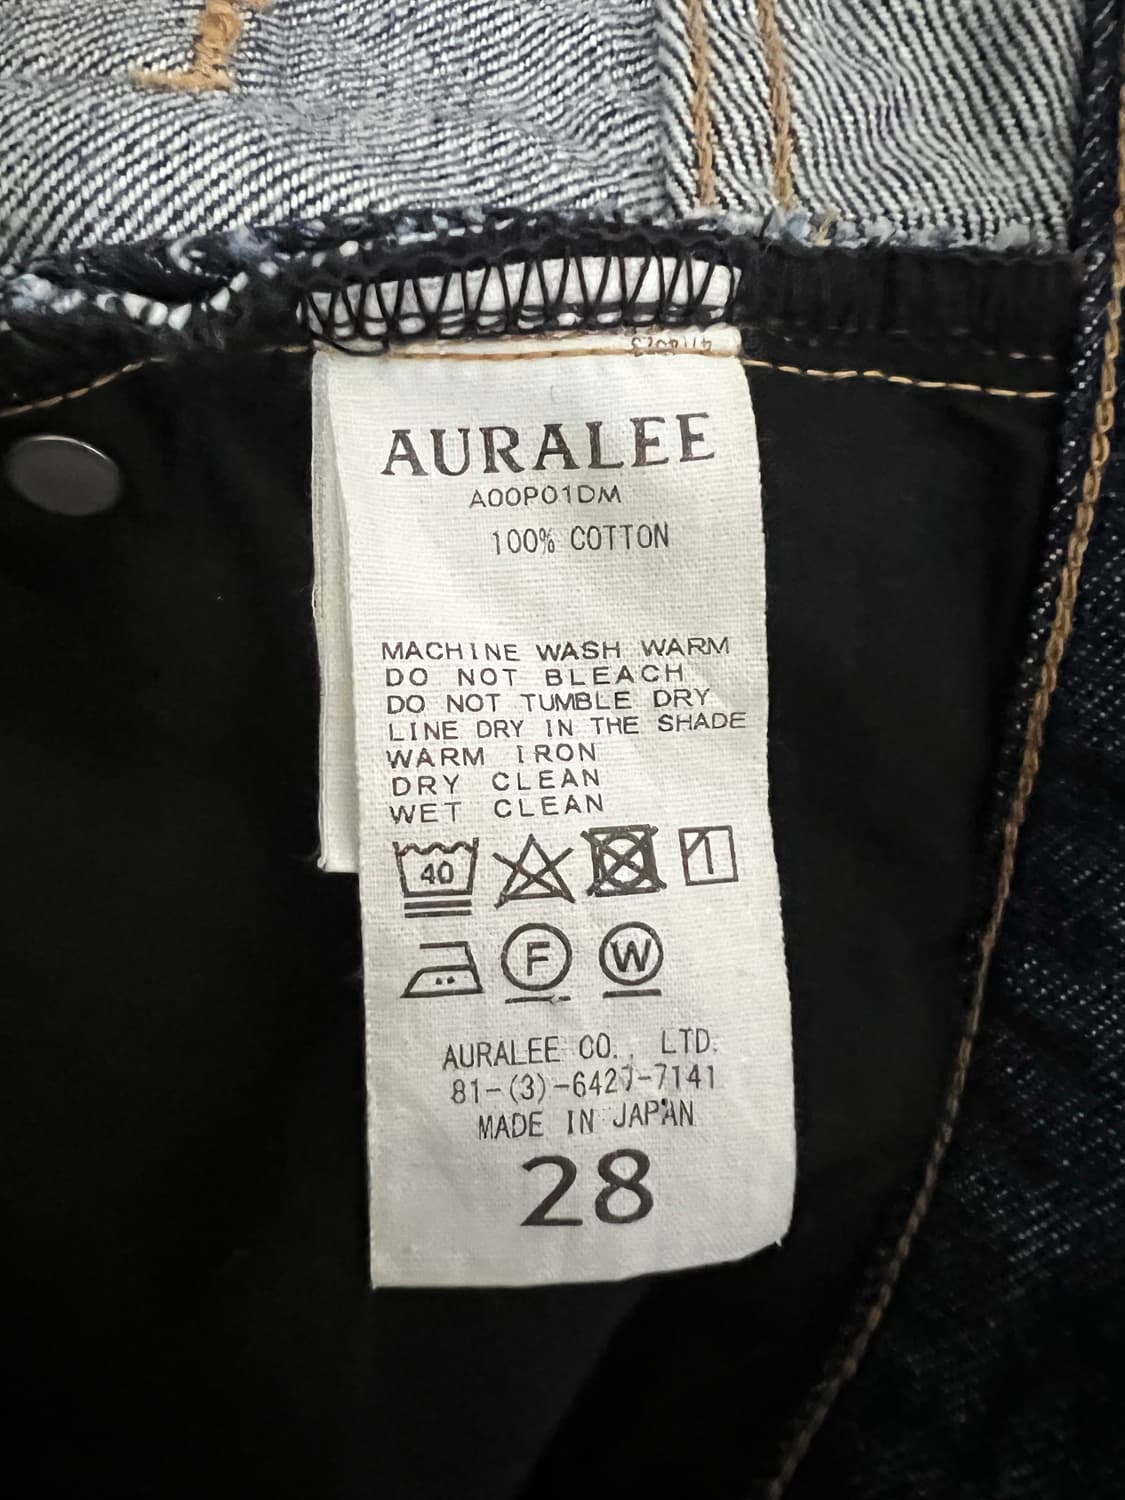 AURALEE
A00P01DM
100% COTTON
MACHINE WASH WARM
DO NOT BLEACH
DO NOT TUMBLE DRY
LINE DRY IN THE SHADE
WARM IRON
DRY CLEAN
WET CLEAN
40
F W
AURALEE CO., LTD.
81-(3)-6427-7141
MADE IN JAPAN
28